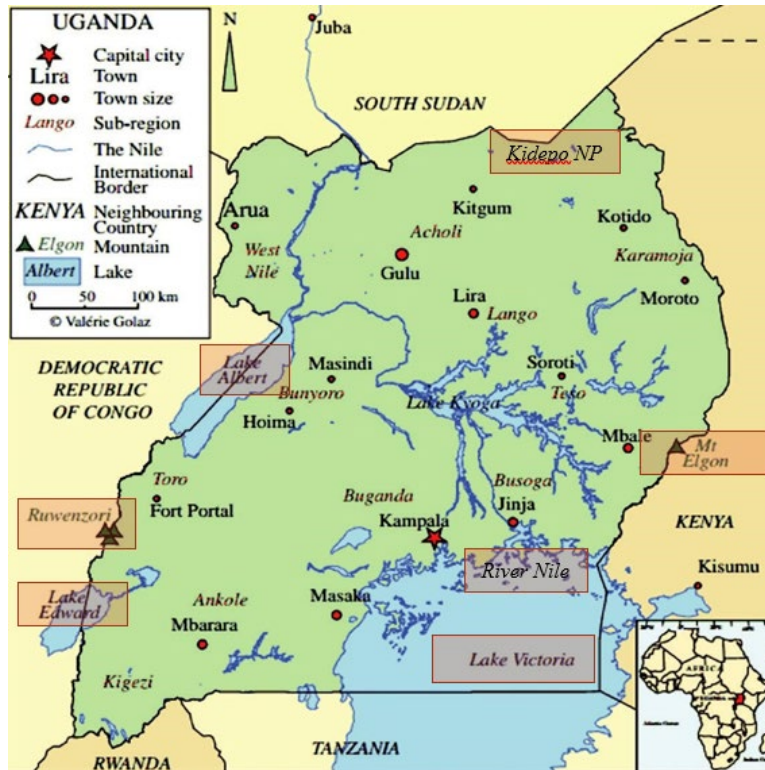 UGANDA
Capital city
Lira Town
Town size
Lango Sub-region
The Nile
International
Border
KENYA Neighbouring
Country
Elgon Mountain
Albert Lake
0 50 100 km
© Valérie Golaz
N
Juba
SOUTH SUDAN
Kidepo NP
Kitgum
Arua
Kotido
Acholi
West
Nile
Karamoja
Gulu
Moroto
Lira
Lango
DEMOCRATIC
REPUBLIC
OF CONGO
Lake
Albert
Masindi
Soroti
Bunyoro
Teso
Lake Kyoga
Hoima
Mbale
Mt
Elgon
Toro
Busoga
Fort Portal
Buganda
Jinja
Ruwenzori
Kampala
KENYA
River Nile
Kisumu
Lake
Edward
Ankole
Masaka
Mbarara
Lake Victoria
Kigezi
AFRICA
TANZANIA
RWANDA